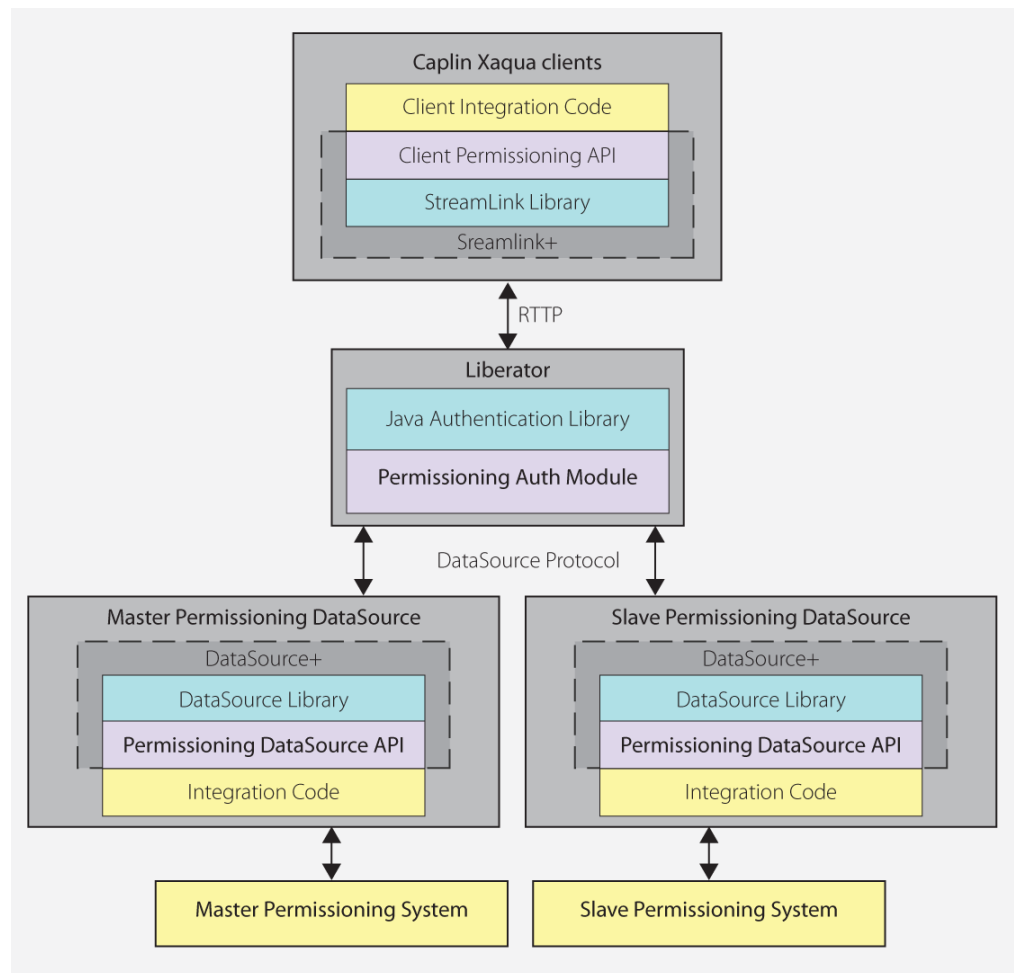 Caplin Xaqua clients
Client Integration Code
Client Permissioning API
StreamLink Library
Sreamlink+
RTTP
Liberator
Java Authentication Library
Permissioning Auth Module
DataSource Protocol
Master Permissioning DataSource
DataSource+
DataSource Library
Permissioning DataSource API
Integration Code
Master Permissioning System
Slave Permissioning DataSource
DataSource+
DataSource Library
Permissioning DataSource API
Integration Code
Slave Permissioning System